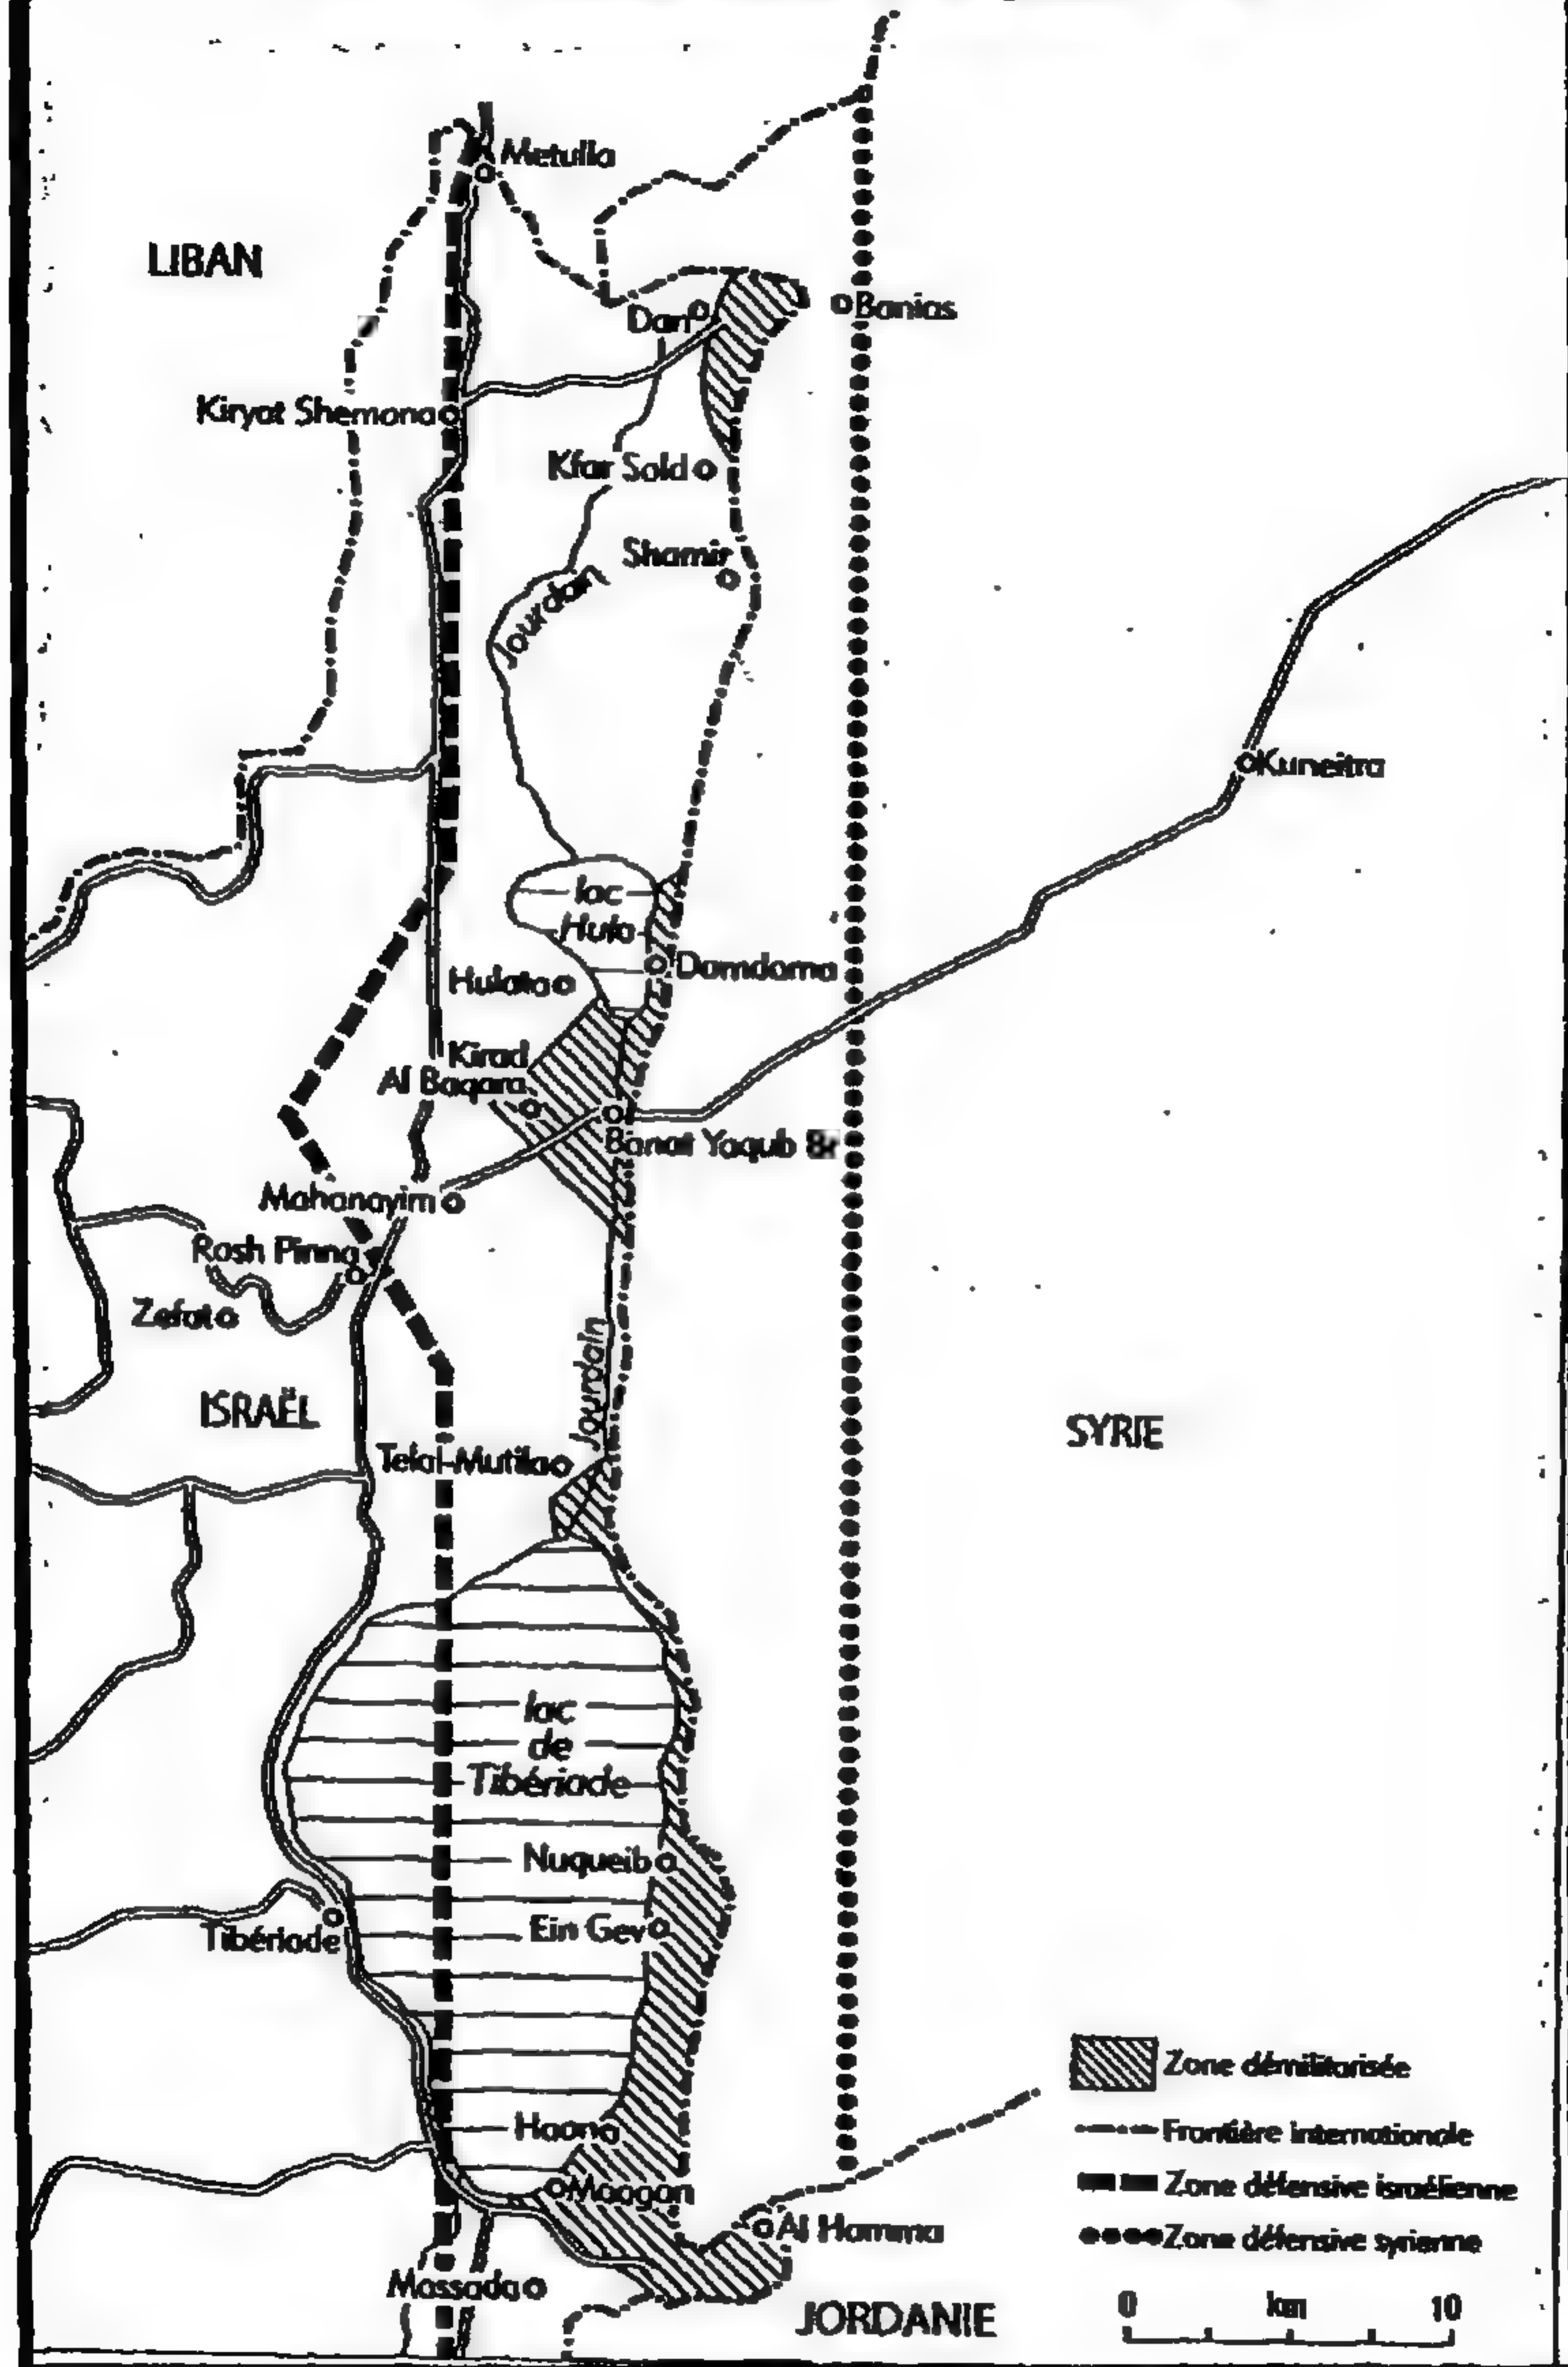 Metulla
LIBAN
Dan
Banias
Kiryat Shemona
Kfar Sold
Shamir
Jourdain
Kuneitra
lac
Hula
Damdama
Hulata
Kirad
Al Baqara
Banat Yaqub Br
Mahanayim
Rosh Pinna
Zefat
Jourdain
ISRAËL
SYRIE
Telal-Mutila
lac
de
Tibériade
Nuqueib
Ein Gev
Tibériade
Zone démilitarisée
Haon
Frontière internationale
Maagan
Zone défensive israélienne
Al Hamma
Zone défensive syrienne
Massada
JORDANIE
0 km 10